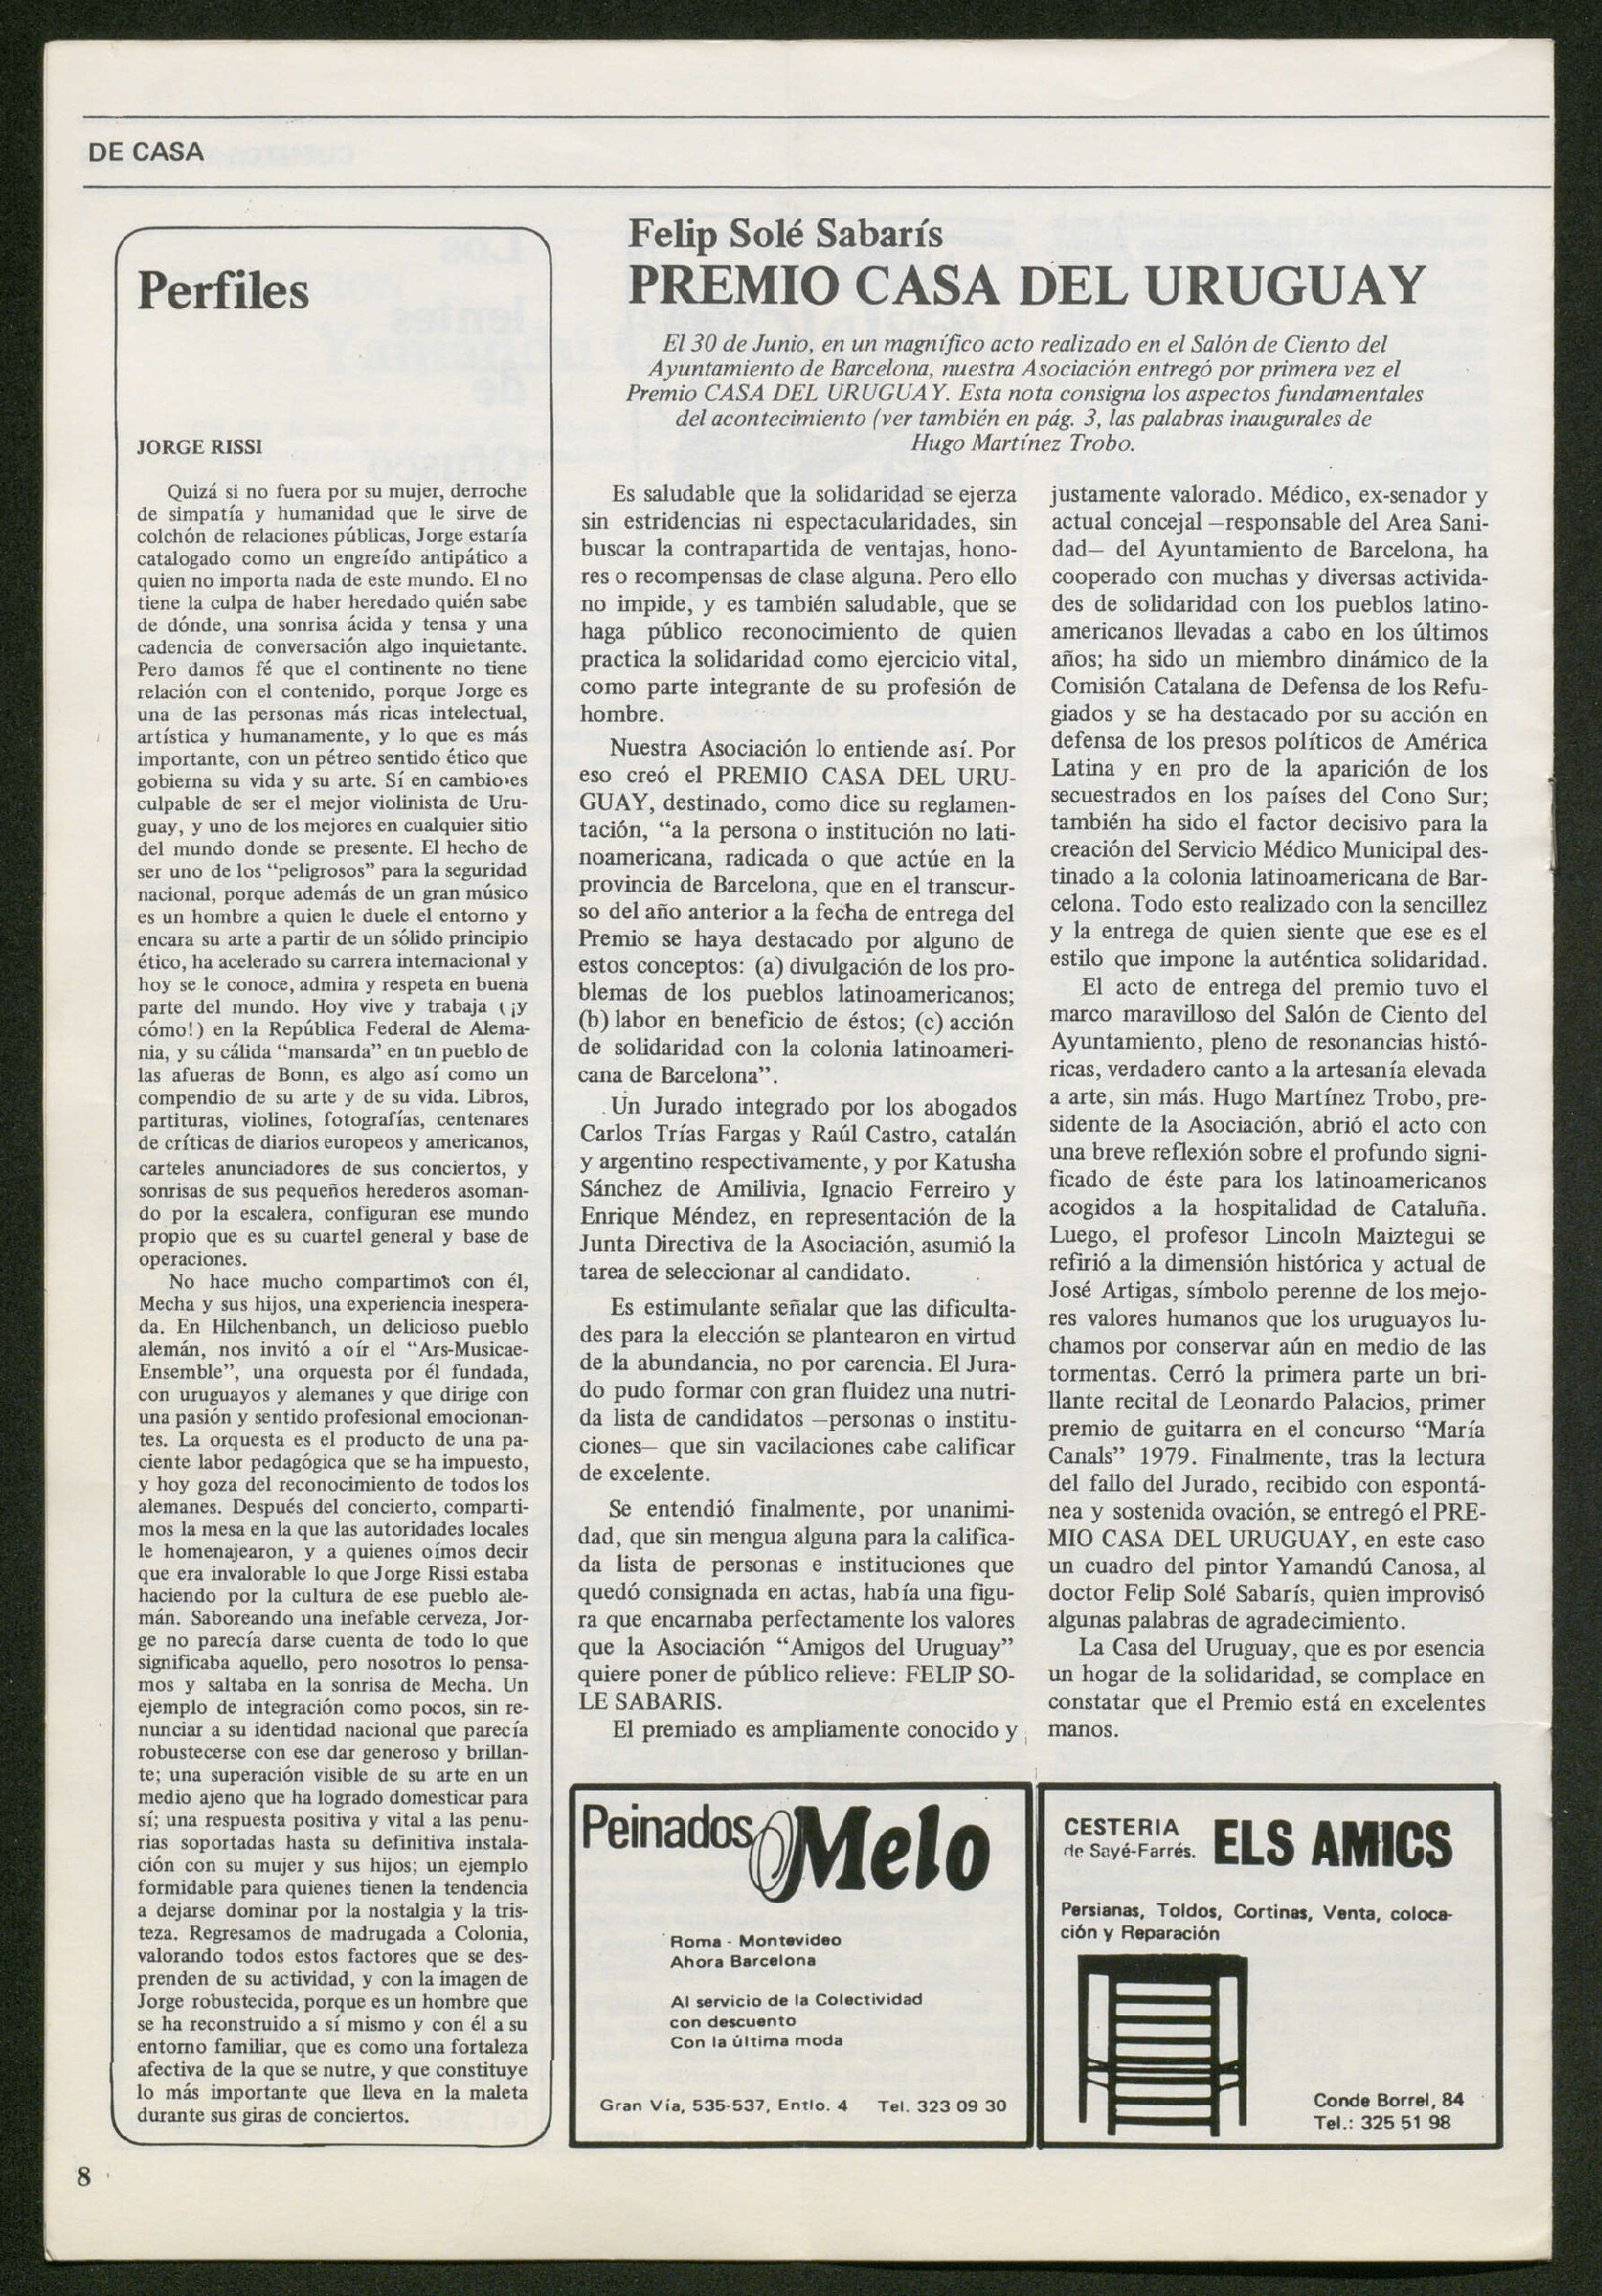 DE CASA
Perfiles
JORGE RISSI
Quizá si no fuera por su mujer, derroche
de simpatía y humanidad que le sirve de
colchón de relaciones públicas, Jorge estaría
catalogado como un engreído antipático a
quien no importa nada de este mundo. El no
tiene la culpa de haber heredado quién sabe
de dónde, una sonrisa ácida y tensa y una
cadencia de conversación algo inquietante.
Pero damos fé que el continente no tiene
relación con el contenido, porque Jorge es
una de las personas más ricas intelectual,
artística y humanamente, y lo que es más
importante, con un pétreo sentido ético que
gobierna su vida y su arte. Sí en cambio es
culpable de ser el mejor violinista de Uru-
guay, y uno de los mejores en cualquier sitio
del mundo donde se presente. El hecho de
ser uno de los "peligrosos" para la seguridad
nacional, porque además de un gran músico
es un hombre a quien le duele el entorno y
encara su arte a partir de un sólido principio
ético, ha acelerado su carrera internacional y
hoy se le conoce, admira y respeta en buena
parte del mundo. Hoy vive y trabaja (¡y
cómo!) en la República Federal de Alema-
nia, y su cálida "mansarda" en un pueblo de
las afueras de Bonn, es algo así como un
compendio de su arte y de su vida. Libros,
partituras, violines, fotografías, centenares
de críticas de diarios europeos y americanos,
carteles anunciadores de sus conciertos, y
sonrisas de sus pequeños herederos asoman-
do por la escalera, configuran ese mundo
propio que es su cuartel general y base de
operaciones.
No hace mucho compartimos con él,
Mecha y sus hijos, una experiencia inespera-
da. En Hilchenbanch, un delicioso pueblo
alemán, nos invitó a oír el "Ars-Musicae-
Ensemble", una orquesta por él fundada,
con uruguayos y alemanes y que dirige con
una pasión y sentido profesional emocionan-
tes. La orquesta es el producto de una pa-
ciente labor pedagógica que se ha impuesto,
y hoy goza del reconocimiento de todos los
alemanes. Después del concierto, comparti-
mos la mesa en la que las autoridades locales
le homenajearon, y a quienes oímos decir
que era invalorable lo que Jorge Rissi estaba
haciendo por la cultura de ese pueblo ale-
mán. Saboreando una inefable cerveza, Jor-
ge no parecía darse cuenta de todo lo que
significaba aquello, pero nosotros lo pensa-
mos y saltaba en la sonrisa de Mecha. Un
ejemplo de integración como pocos, sin re-
nunciar a su identidad nacional que parecía
robustecerse con ese dar generoso y brillan-
te; una superación visible de su arte en un
medio ajeno que ha logrado domesticar para
sí; una respuesta positiva y vital a las penu-
rias soportadas hasta su definitiva instala-
ción con su mujer y sus hijos; un ejemplo
formidable para quienes tienen la tendencia
a dejarse dominar por la nostalgia y la tris-
teza. Regresamos de madrugada a Colonia,
valorando todos estos factores que se des-
prenden de su actividad, y con la imagen de
Jorge robustecida, porque es un hombre que
se ha reconstruido a sí mismo y con él a su
entorno familiar, que es como una fortaleza
afectiva de la que se nutre, y que constituye
lo más importante que lleva en la maleta
durante sus giras de conciertos.
Felip Solé Sabarís
PREMIO CASA DEL URUGUAY
El 30 de Junio, en un magnífico acto realizado en el Salón de Ciento del
Ayuntamiento de Barcelona, nuestra Asociación entregó por primera vez el
Premio CASA DEL URUGUAY. Esta nota consigna los aspectos fundamentales
del acontecimiento (ver también en pág. 3, las palabras inaugurales de
Hugo Martínez Trobo.
Es saludable que la solidaridad se ejerza
sin estridencias ni espectacularidades, sin
buscar la contrapartida de ventajas, hono-
res o recompensas de clase alguna. Pero ello
no impide, y es también saludable, que se
haga público reconocimiento de quien
practica la solidaridad como ejercicio vital,
como parte integrante de su profesión de
hombre.
Nuestra Asociación lo entiende así. Por
eso creó el PREMIO CASA DEL URU-
GUAY, destinado, como dice su reglamen-
tación, "a la persona o institución no lati-
noamericana, radicada o que actúe en la
provincia de Barcelona, que en el transcur-
so del año anterior a la fecha de entrega del
Premio se haya destacado por alguno de
estos conceptos: (a) divulgación de los pro-
blemas de los pueblos latinoamericanos;
(b) labor en beneficio de éstos; (c) acción
de solidaridad con la colonia latinoameri-
cana de Barcelona".
Un Jurado integrado por los abogados
Carlos Trías Fargas y Raúl Castro, catalán
y argentino respectivamente, y por Katusha
Sánchez de Amilivia, Ignacio Ferreiro y
Enrique Méndez, en representación de la
Junta Directiva de la Asociación, asumió la
tarea de seleccionar al candidato.
Es estimulante señalar que las dificulta-
des para la elección se plantearon en virtud
de la abundancia, no por carencia. El Jura-
do pudo formar con gran fluidez una nutri-
da lista de candidatos —personas o institu-
ciones— que sin vacilaciones cabe calificar
de excelente.
Se entendió finalmente, por unanimi-
dad, que sin mengua alguna para la califica-
da lista de personas e instituciones que
quedó consignada en actas, había una figu-
ra que encarnaba perfectamente los valores
que la Asociación "Amigos del Uruguay"
quiere poner de público relieve: FELIP SO-
LE SABARIS.
El premiado es ampliamente conocido y
justamente valorado. Médico, ex-senador y
actual concejal —responsable del Area Sani-
dad— del Ayuntamiento de Barcelona, ha
cooperado con muchas y diversas activida-
des de solidaridad con los pueblos latino-
americanos llevadas a cabo en los últimos
años; ha sido un miembro dinámico de la
Comisión Catalana de Defensa de los Refu-
giados y se ha destacado por su acción en
defensa de los presos políticos de América
Latina y en pro de la aparición de los
secuestrados en los países del Cono Sur;
también ha sido el factor decisivo para la
creación del Servicio Médico Municipal des-
tinado a la colonia latinoamericana de Bar-
celona. Todo esto realizado con la sencillez
y la entrega de quien siente que ese es el
estilo que impone la auténtica solidaridad.
El acto de entrega del premio tuvo el
marco maravilloso del Salón de Ciento del
Ayuntamiento, pleno de resonancias histó-
ricas, verdadero canto a la artesanía elevada
a arte, sin más. Hugo Martínez Trobo, pre-
sidente de la Asociación, abrió el acto con
una breve reflexión sobre el profundo signi-
ficado de éste para los latinoamericanos
acogidos a la hospitalidad de Cataluña.
Luego, el profesor Lincoln Maiztegui se
refirió a la dimensión histórica y actual de
José Artigas, símbolo perenne de los mejo-
res valores humanos que los uruguayos lu-
chamos por conservar aún en medio de las
tormentas. Cerró la primera parte un bri-
llante recital de Leonardo Palacios, primer
premio de guitarra en el concurso "María
Canals" 1979. Finalmente, tras la lectura
del fallo del Jurado, recibido con espontá-
nea y sostenida ovación, se entregó el PRE-
MIO CASA DEL URUGUAY, en este caso
un cuadro del pintor Yamandú Canosa, al
doctor Felip Solé Sabarís, quien improvisó
algunas palabras de agradecimiento.
La Casa del Uruguay, que es por esencia
un hogar de la solidaridad, se complace en
constatar que el Premio está en excelentes
manos.
Peinados Melo
Roma - Montevideo
Ahora Barcelona
Al servicio de la Colectividad
con descuento
Con la última moda
Gran Vía, 535-537, Entlo. 4 Tel. 323 09 30
CESTERIA
de Sayé-Farrés.
ELS AMICS
Persianas, Toldos, Cortinas, Venta, coloca-
ción y Reparación
Conde Borrel, 84
Tel.: 325 51 98
8